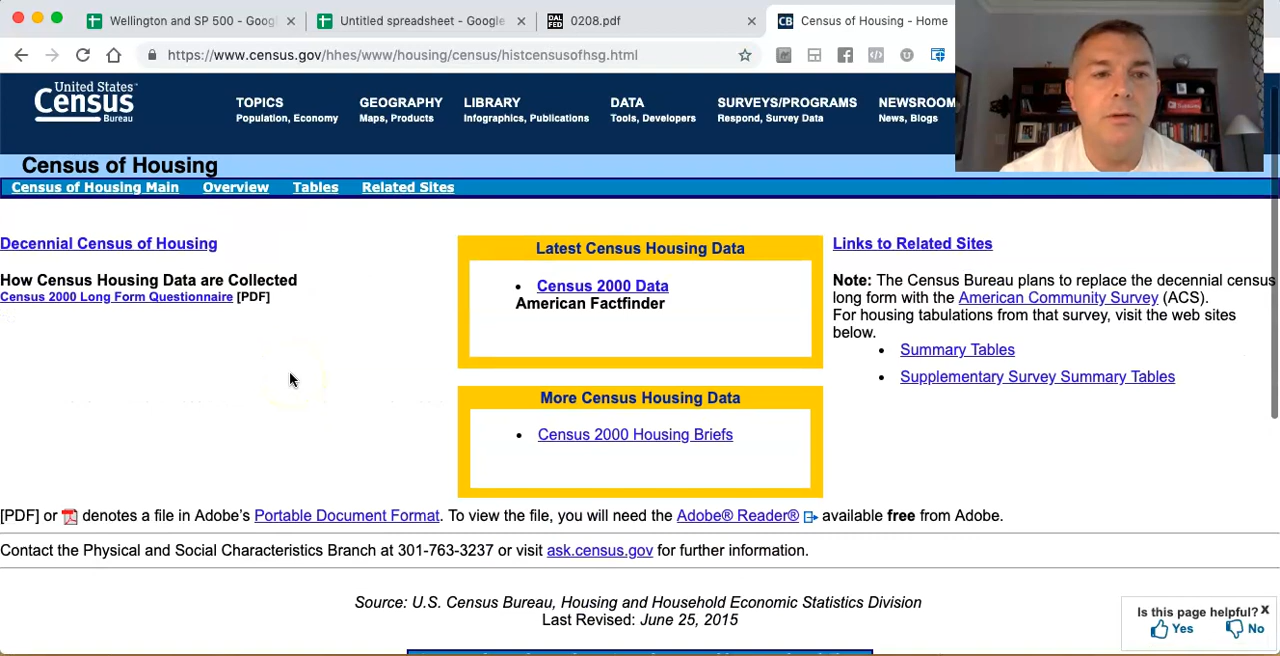 Wellington and SP 500 - Goog
Untitled spreadsheet - Google
DAL FED
0208.pdf
CB
Census of Housing - Home
https://www.census.gov/hhes/www/housing/census/histcensusofhsg.html
United States
Census
Bureau
TOPICS
Population, Economy
GEOGRAPHY
Maps, Products
LIBRARY
Infographics, Publications
DATA
Tools, Developers
SURVEYS/PROGRAMS
Respond, Survey Data
NEWSROOM
News, Blogs
Census of Housing
Census of Housing Main Overview Tables Related Sites
Decennial Census of Housing
How Census Housing Data are Collected
Census 2000 Long Form Questionnaire [PDF]
Latest Census Housing Data
• Census 2000 Data
American Factfinder
More Census Housing Data
• Census 2000 Housing Briefs
Links to Related Sites
Note: The Census Bureau plans to replace the decennial census
long form with the American Community Survey (ACS).
For housing tabulations from that survey, visit the web sites
below.
• Summary Tables
• Supplementary Survey Summary Tables
[PDF] or denotes a file in Adobe’s Portable Document Format. To view the file, you will need the Adobe® Reader® available free from Adobe.
Contact the Physical and Social Characteristics Branch at 301-763-3237 or visit ask.census.gov for further information.
Source: U.S. Census Bureau, Housing and Household Economic Statistics Division
Last Revised: June 25, 2015
Is this page helpful? X
Yes No